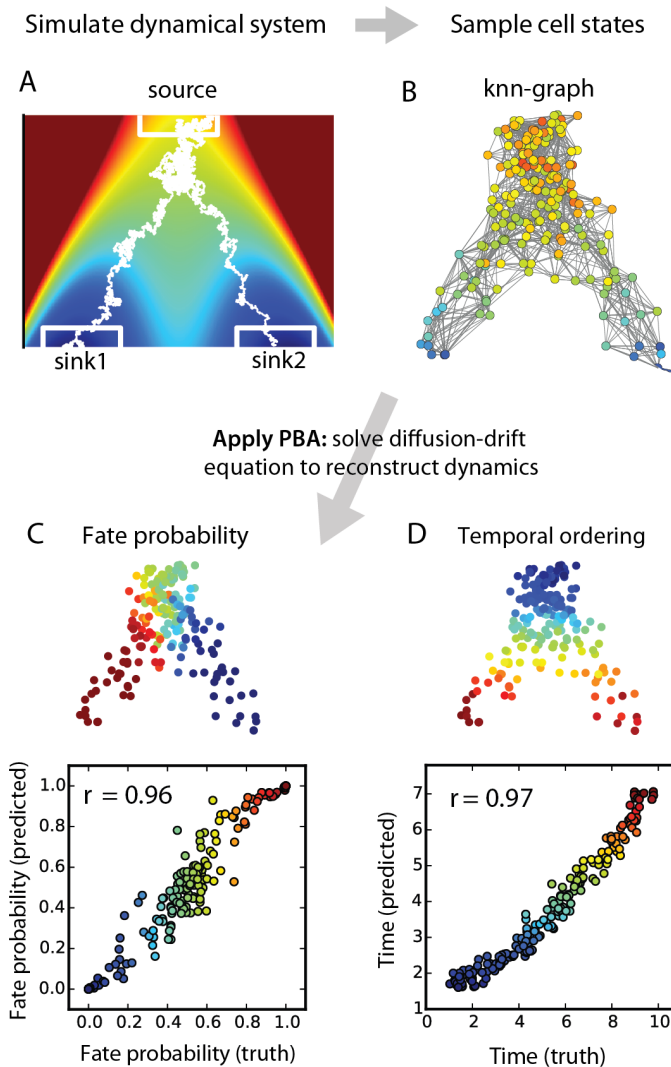 Simulate dynamical system
Sample cell states
A
source
B
knn-graph
sink1
sink2
Apply PBA: solve diffusion-drift
equation to reconstruct dynamics
C
Fate probability
D
Temporal ordering
Fate probability (predicted)
1.0
0.8
0.6
0.4
0.2
0.0
r = 0.96
0.0 0.2 0.4 0.6 0.8 1.0
Fate probability (truth)
Time (predicted)
7
6
5
4
3
2
1
r = 0.97
0 2 4 6 8 10
Time (truth)